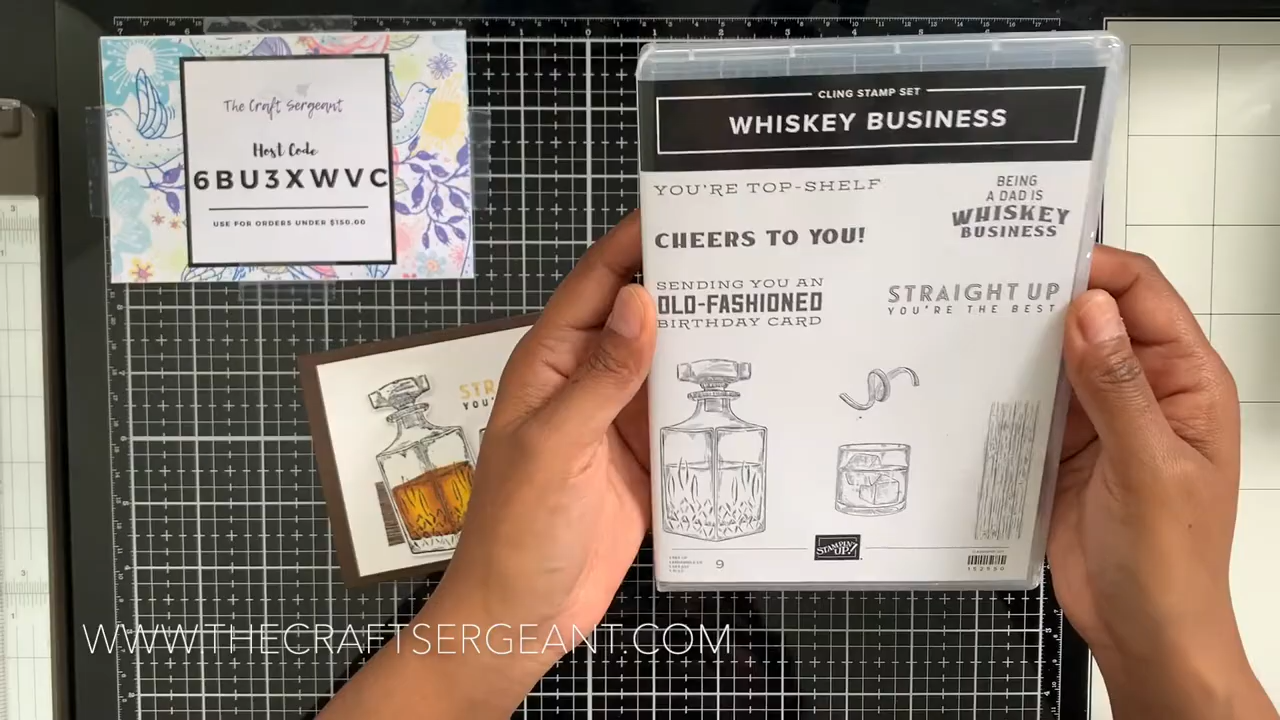 The Craft Sergeant
Host Code
6BU3XWVC
USE FOR ORDERS UNDER $150.00
CLING STAMP SET
WHISKEY BUSINESS
YOU'RE TOP-SHELF
BEING
A DAD IS
WHISKEY
BUSINESS
CHEERS TO YOU!
SENDING YOU AN
OLD-FASHIONED
BIRTHDAY CARD
STRAIGHT UP
YOU'RE THE BEST
STR
YOU'
STAMPIN' UP!
9
WWW.THECRAFTSERGEANT.COM